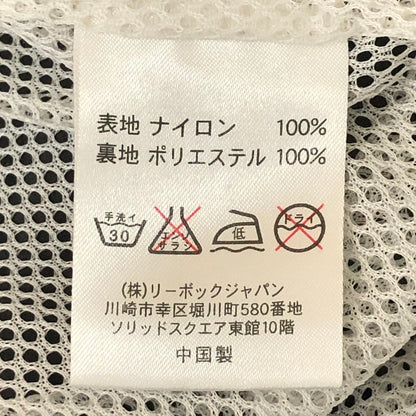 表地 ナイロン 100%
裏地 ポリエステル 100%
手洗イ 30 エンソ サラシ 低 ドライ
(株)リーボックジャパン
川崎市幸区堀川町580番地
ソリッドスクエア東館10階
中国製